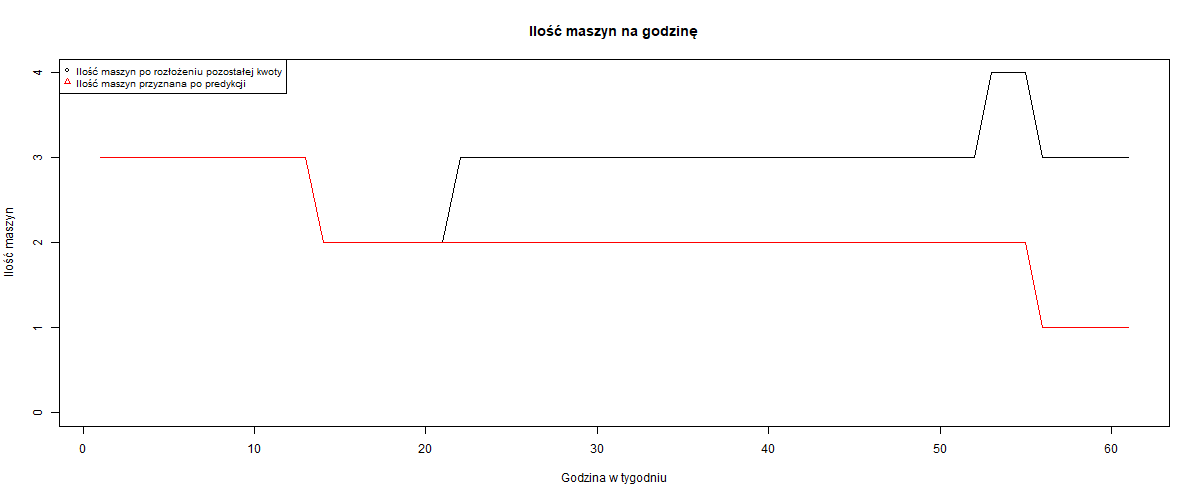 Ilość maszyn na godzinę
Ilość maszyn po rozłożeniu pozostałej kwoty
Ilość maszyn przyznana po predykcji
Ilość maszyn
4
3
2
1
0
0 10 20 30 40 50 60
Godzina w tygodniu